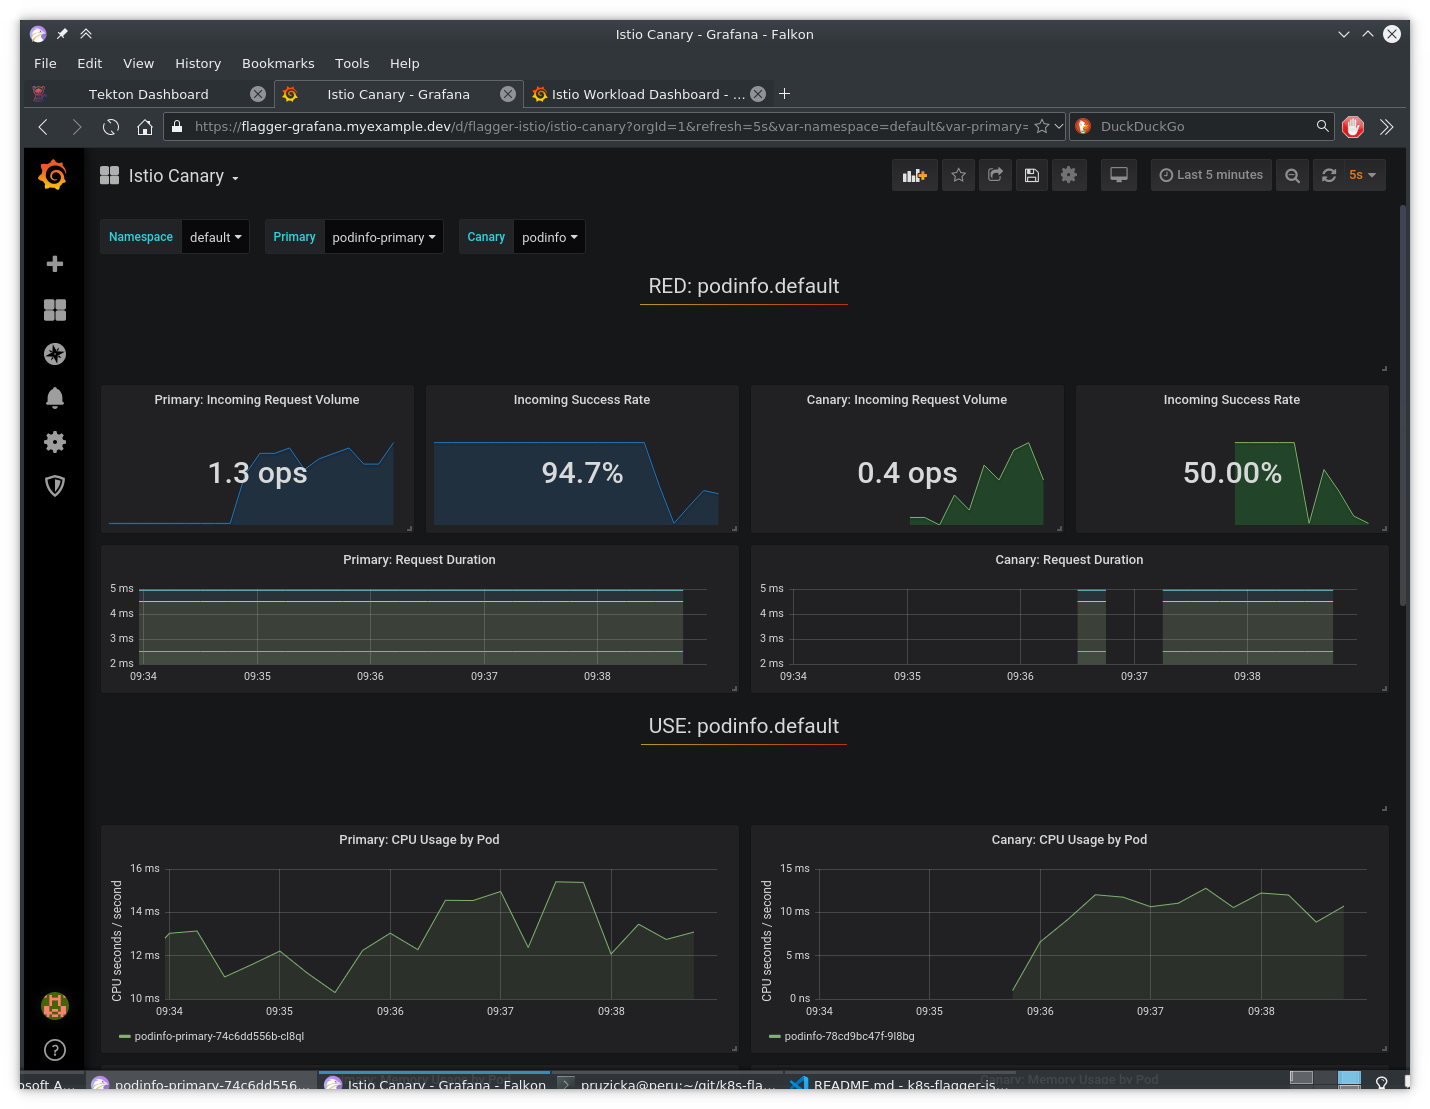 Istio Canary - Grafana - Falkon
File Edit View History Bookmarks Tools Help
Tekton Dashboard Istio Canary - Grafana Istio Workload Dashboard - ...
https://flagger-grafana.myexample.dev/d/flagger-istio/istio-canary?orgId=1&refresh=5s&var-namespace=default&var-primary= DuckDuckGo
Istio Canary Last 5 minutes 5s
Namespace default Primary podinfo-primary Canary podinfo
RED: podinfo.default
Primary: Incoming Request Volume Incoming Success Rate Canary: Incoming Request Volume Incoming Success Rate
1.3 ops 94.7% 0.4 ops 50.00%
Primary: Request Duration Canary: Request Duration
5 ms 5 ms
4 ms 4 ms
3 ms 3 ms
2 ms 2 ms
09:34 09:35 09:36 09:37 09:38 09:34 09:35 09:36 09:37 09:38
USE: podinfo.default
Primary: CPU Usage by Pod Canary: CPU Usage by Pod
CPU seconds / second CPU seconds / second
16 ms 15 ms
14 ms 10 ms
12 ms 5 ms
10 ms 0 ns
09:34 09:35 09:36 09:37 09:38 09:34 09:35 09:36 09:37 09:38
podinfo-primary-74c6dd556b-cl8ql podinfo-78cd9bc47f-9l8bg
?
osoft A... podinfo-primary-74c6dd556... Istio Canary - Grafana - Falkon pruzicka@peru:~/git/k8s-fla... README.md - k8s-flagger-is...
Canary: Memory Usage by Pod